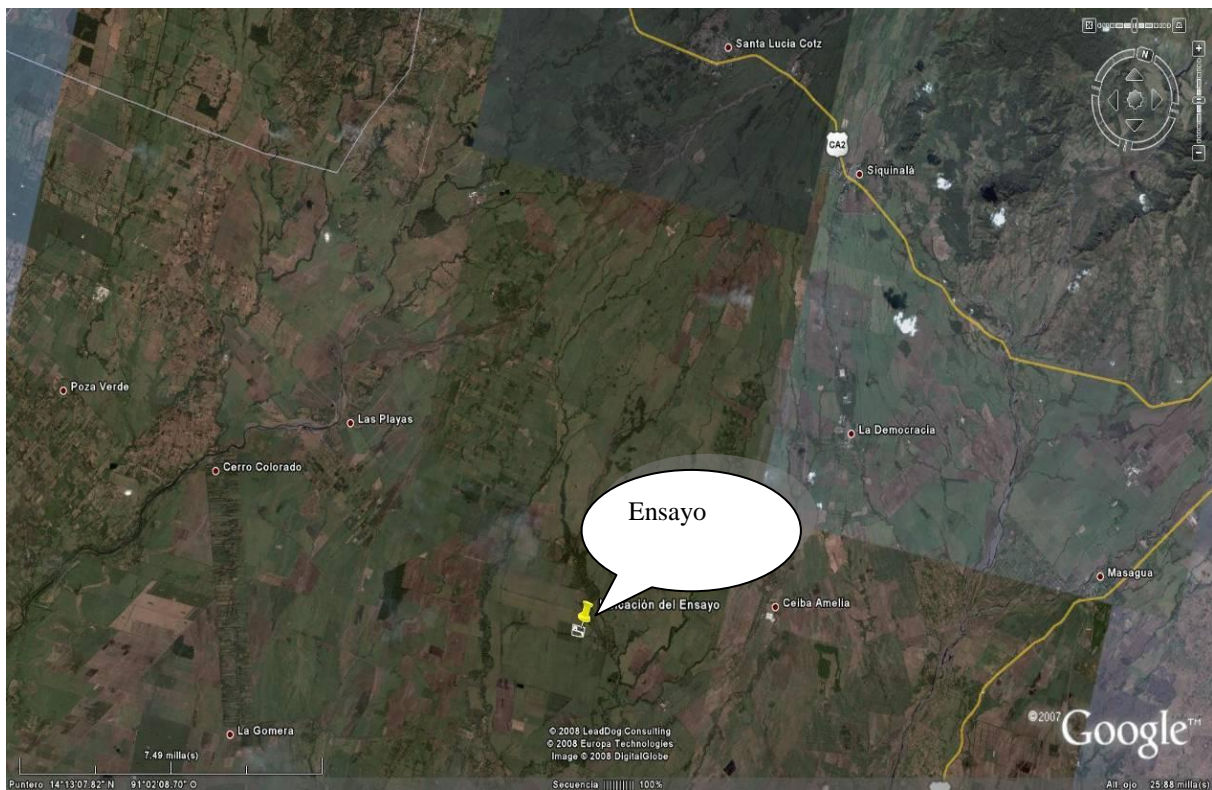 Santa Lucia Cotz
N
CA2
Siquinalá
Poza Verde
Las Playas
La Democracia
Cerro Colorado
Ensayo
Masagua
cación del Ensayo
Ceiba Amelia
La Gomera
© 2008 LeadDog Consulting
© 2008 Europa Technologies
Image © 2008 DigitalGlobe
©2007 Google™
7.49 milla(s)
Puntero 14°13'07.82" N 91°02'08.70" O
Secuencia 100%
Alt. ojo 25.88 milla(s)